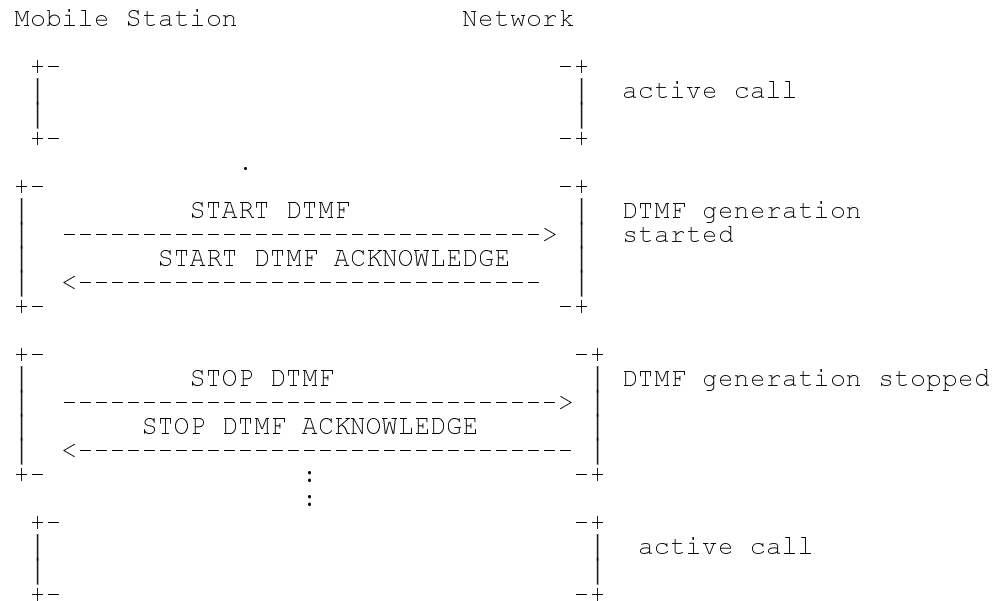 Mobile Station Network
active call
START DTMF DTMF generation
started
START DTMF ACKNOWLEDGE
STOP DTMF DTMF generation stopped
STOP DTMF ACKNOWLEDGE
active call